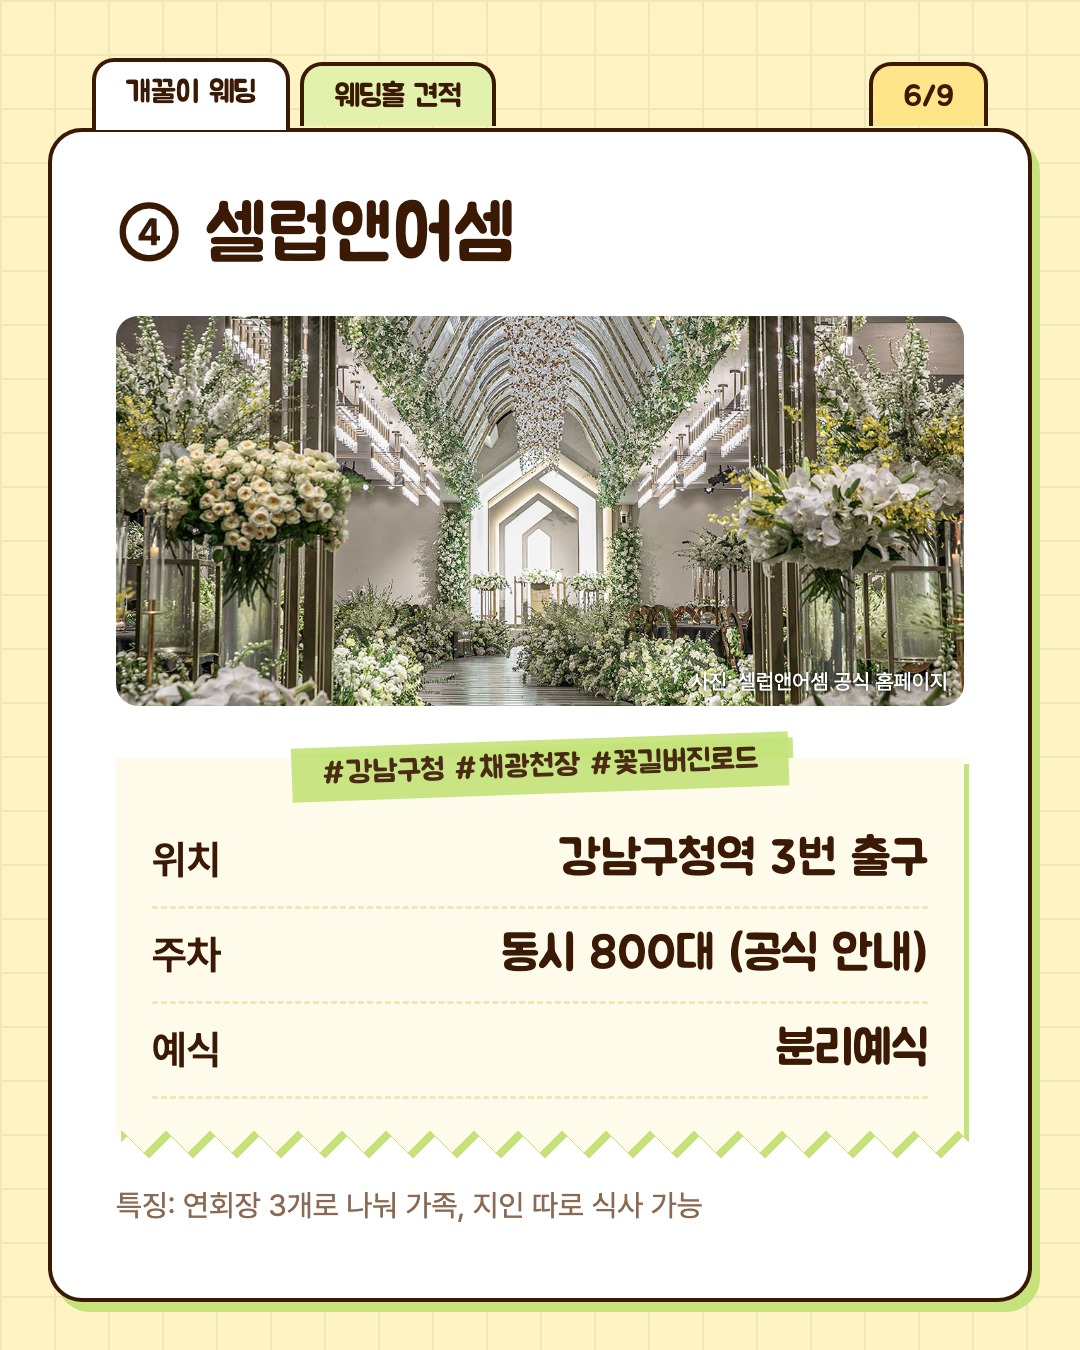 개꿀이 웨딩
웨딩홀 견적
6/9
④ 셀럽앤어셈
사진: 셀럽앤어셈 공식 홈페이지
#강남구청 #채광천장 #꽃길버진로드
위치 강남구청역 3번 출구
주차 동시 800대 (공식 안내)
예식 분리예식
특징: 연회장 3개로 나눠 가족, 지인 따로 식사 가능